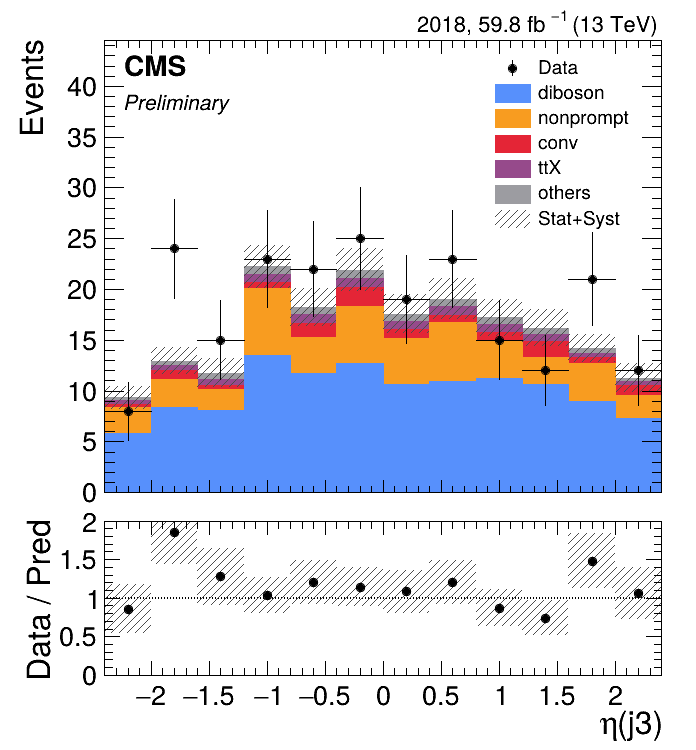 2018, 59.8 fb⁻¹ (13 TeV)
CMS
Preliminary
Events
Data
diboson
nonprompt
conv
ttX
others
Stat+Syst
40
35
30
25
20
15
10
5
0
Data / Pred
2
1.5
1
0.5
0
−2 −1.5 −1 −0.5 0 0.5 1 1.5 2
η(j3)